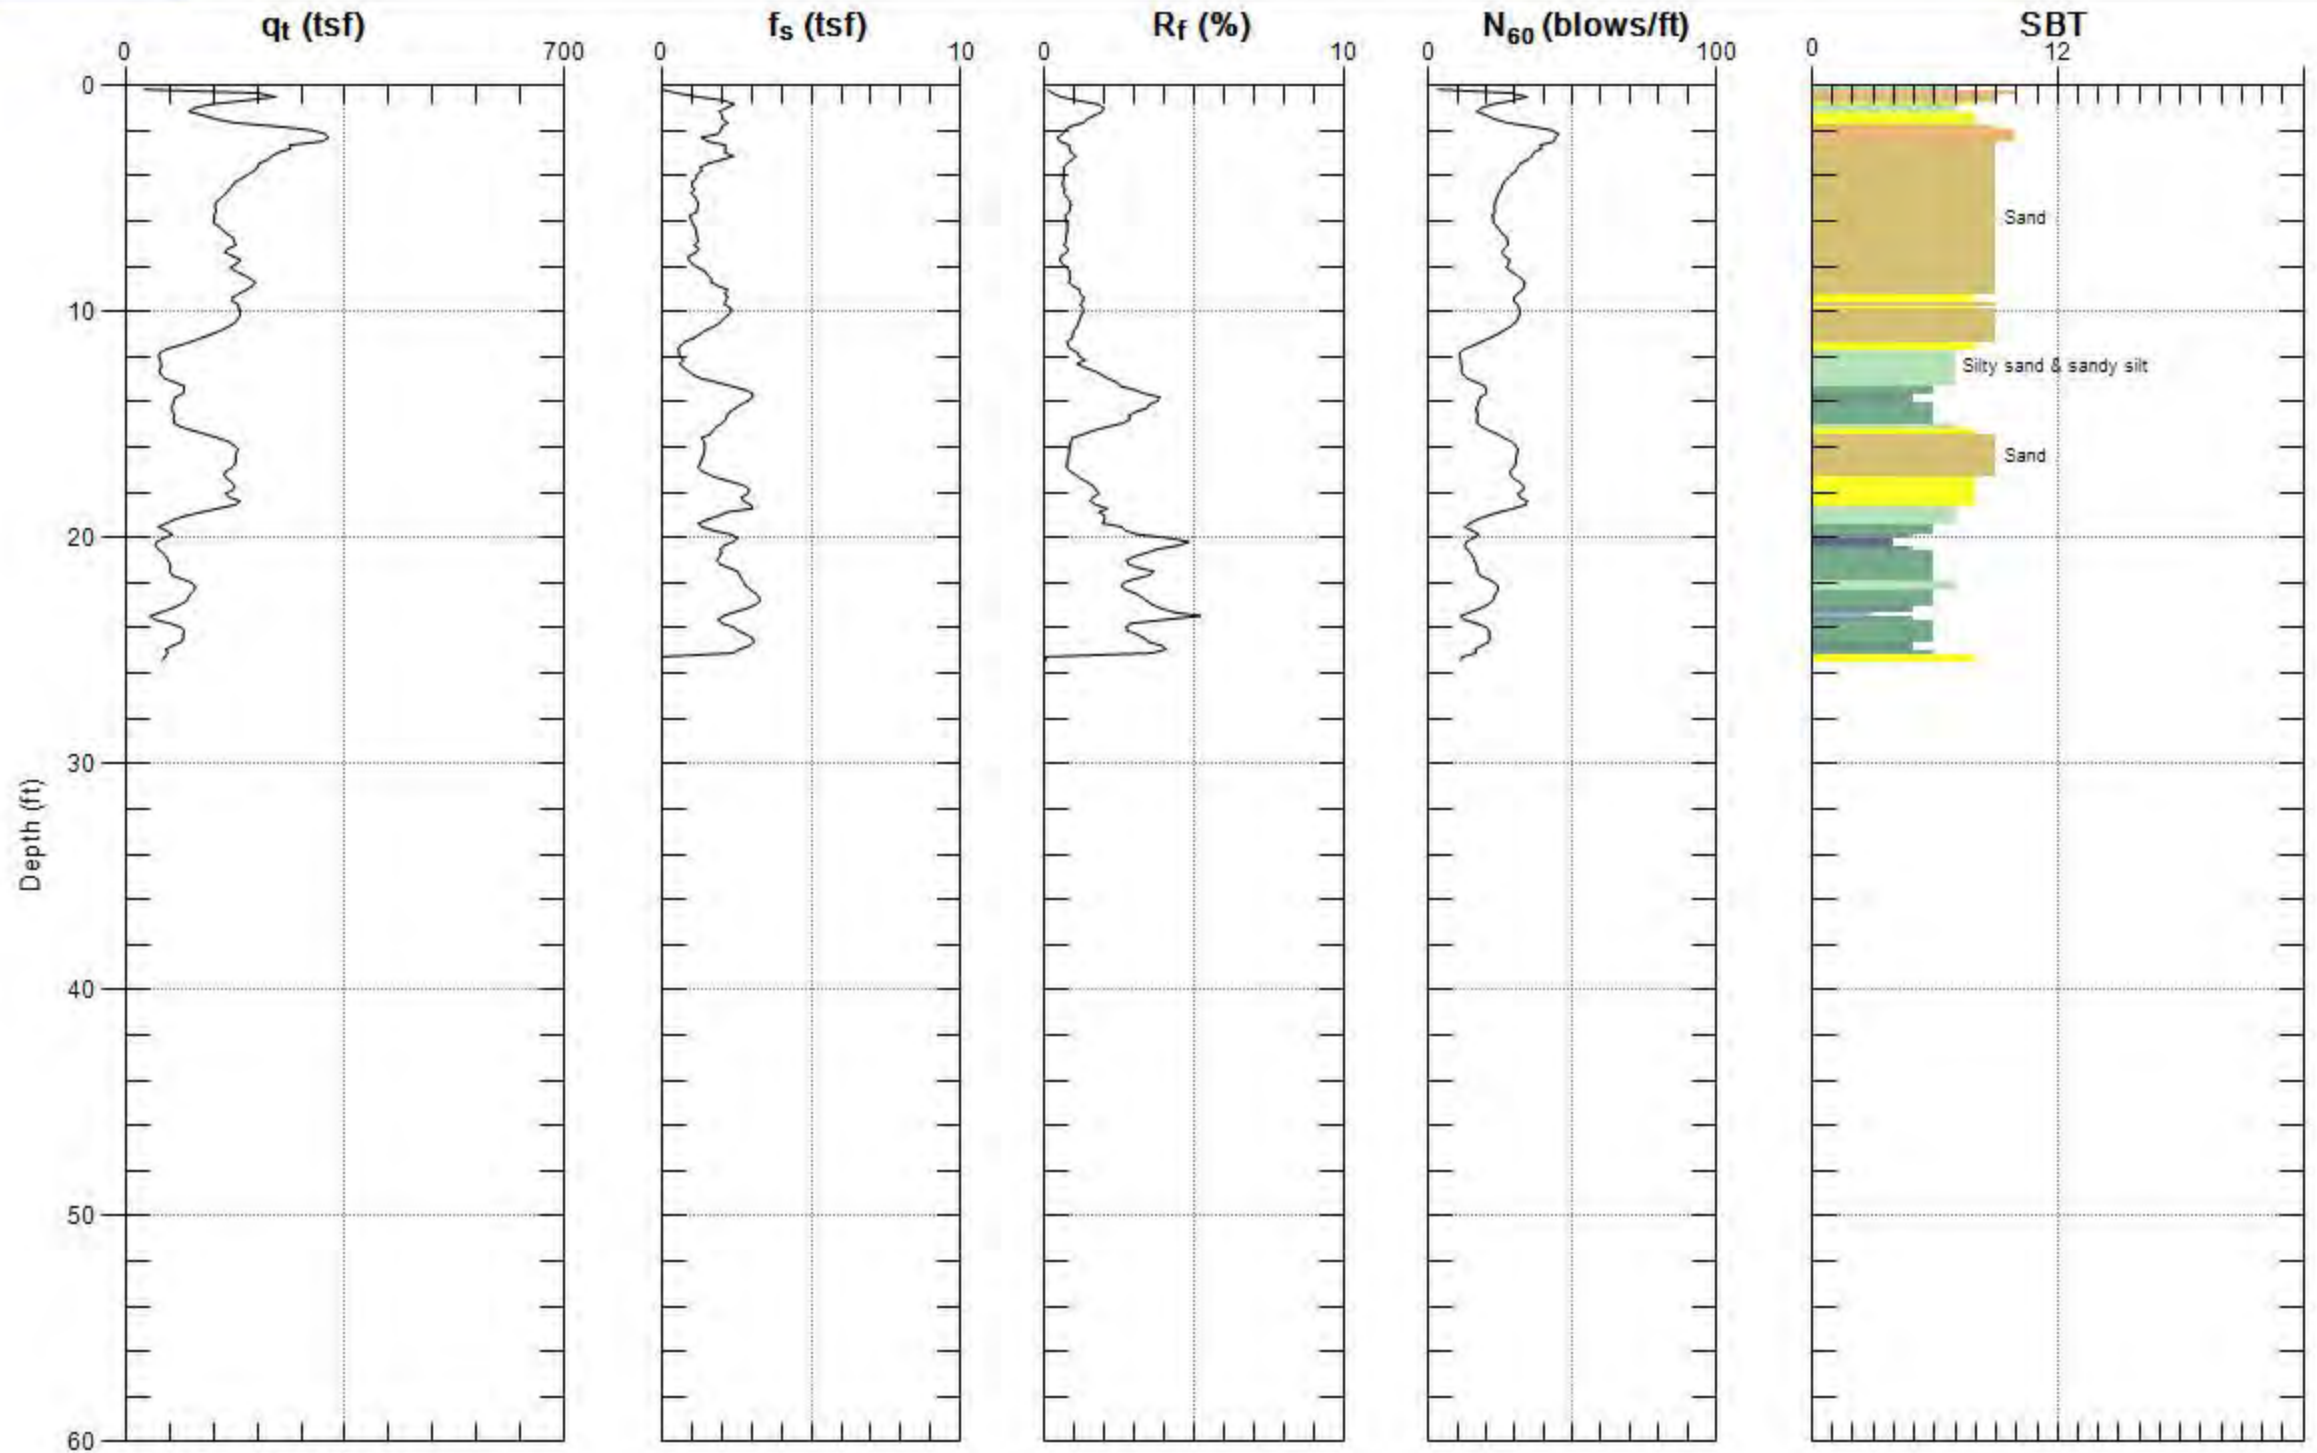 qt (tsf) fs (tsf) Rf (%) N60 (blows/ft) SBT
0 700 0 10 0 10 0 100 0 12
0
Sand
10
Silty sand & sandy silt
Sand
20
30
Depth (ft)
40
50
60